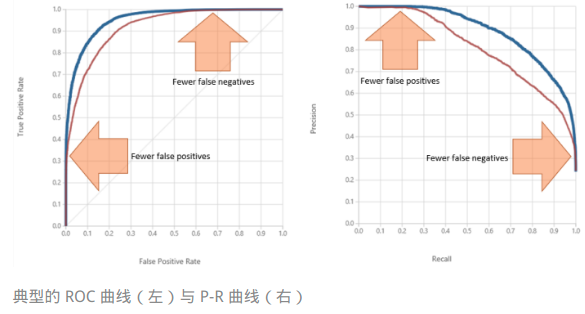 1.0
0.9
0.8
0.7
0.6
0.5
0.4
0.3
0.2
0.1
0.0
True Positive Rate
Fewer false negatives
Fewer false positives
0.0 0.1 0.2 0.3 0.4 0.5 0.6 0.7 0.8 0.9 1.0
False Positive Rate
1.0
0.9
0.8
0.7
0.6
0.5
0.4
0.3
0.2
0.1
0.0
Precision
Fewer false positives
Fewer false negatives
0.0 0.1 0.2 0.3 0.4 0.5 0.6 0.7 0.8 0.9 1.0
Recall
典型的 ROC 曲线（左）与 P-R 曲线（右）